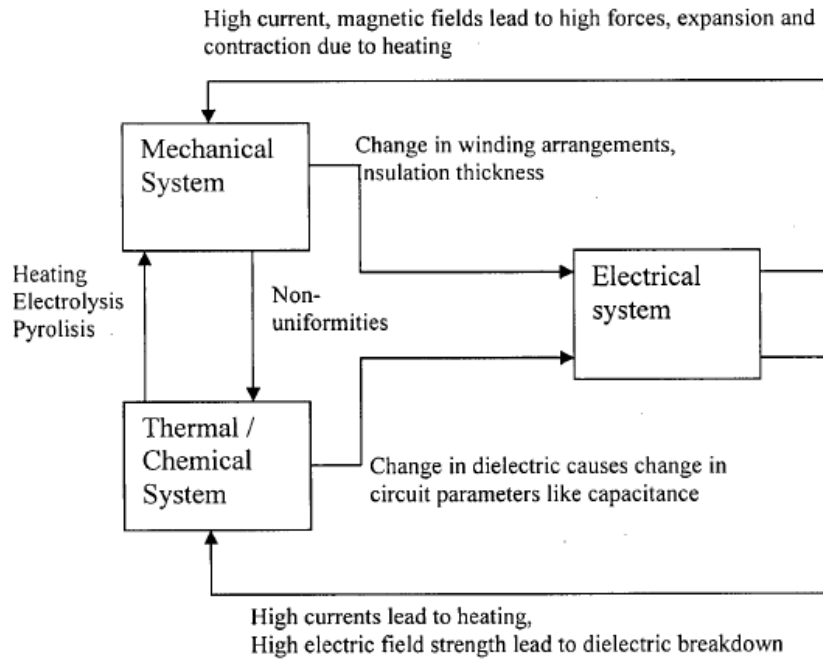 High current, magnetic fields lead to high forces, expansion and
contraction due to heating
Mechanical
System
Change in winding arrangements,
insulation thickness
Heating
Electrolysis
Pyrolisis
Non-
uniformities
Electrical
system
Thermal /
Chemical
System
Change in dielectric causes change in
circuit parameters like capacitance
High currents lead to heating,
High electric field strength lead to dielectric breakdown